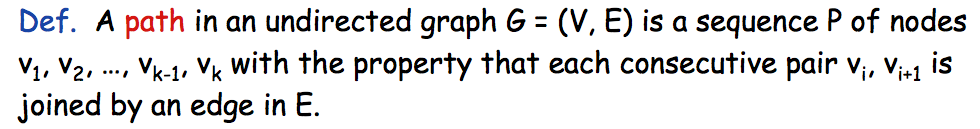 Def. A path in an undirected graph G = (V, E) is a sequence P of nodes
v₁, v₂, …, vₖ₋₁, vₖ with the property that each consecutive pair vᵢ, vᵢ₊₁ is
joined by an edge in E.